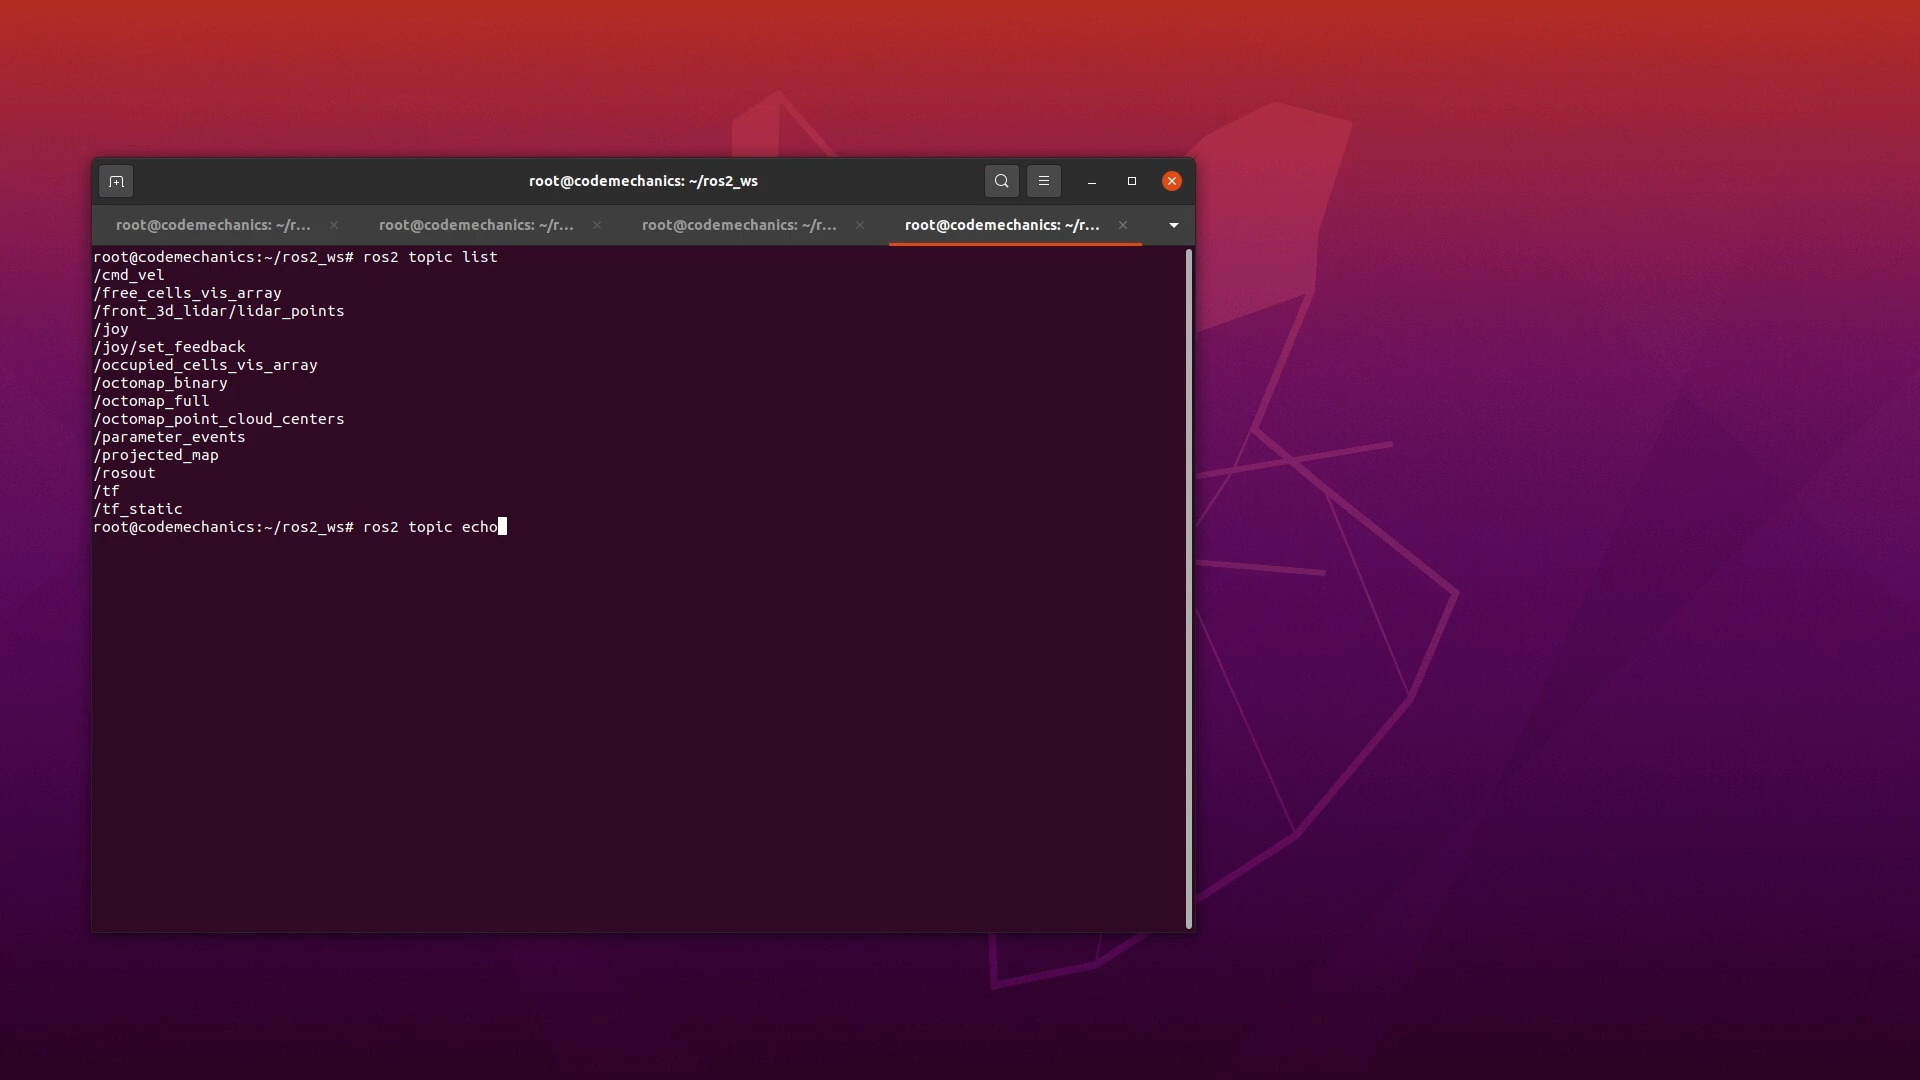 root@codemechanics: ~/ros2_ws
root@codemechanics: ~/r... root@codemechanics: ~/r... root@codemechanics: ~/r... root@codemechanics: ~/r...
root@codemechanics:~/ros2_ws# ros2 topic list
/cmd_vel
/free_cells_vis_array
/front_3d_lidar/lidar_points
/joy
/joy/set_feedback
/occupied_cells_vis_array
/octomap_binary
/octomap_full
/octomap_point_cloud_centers
/parameter_events
/projected_map
/rosout
/tf
/tf_static
root@codemechanics:~/ros2_ws# ros2 topic echo